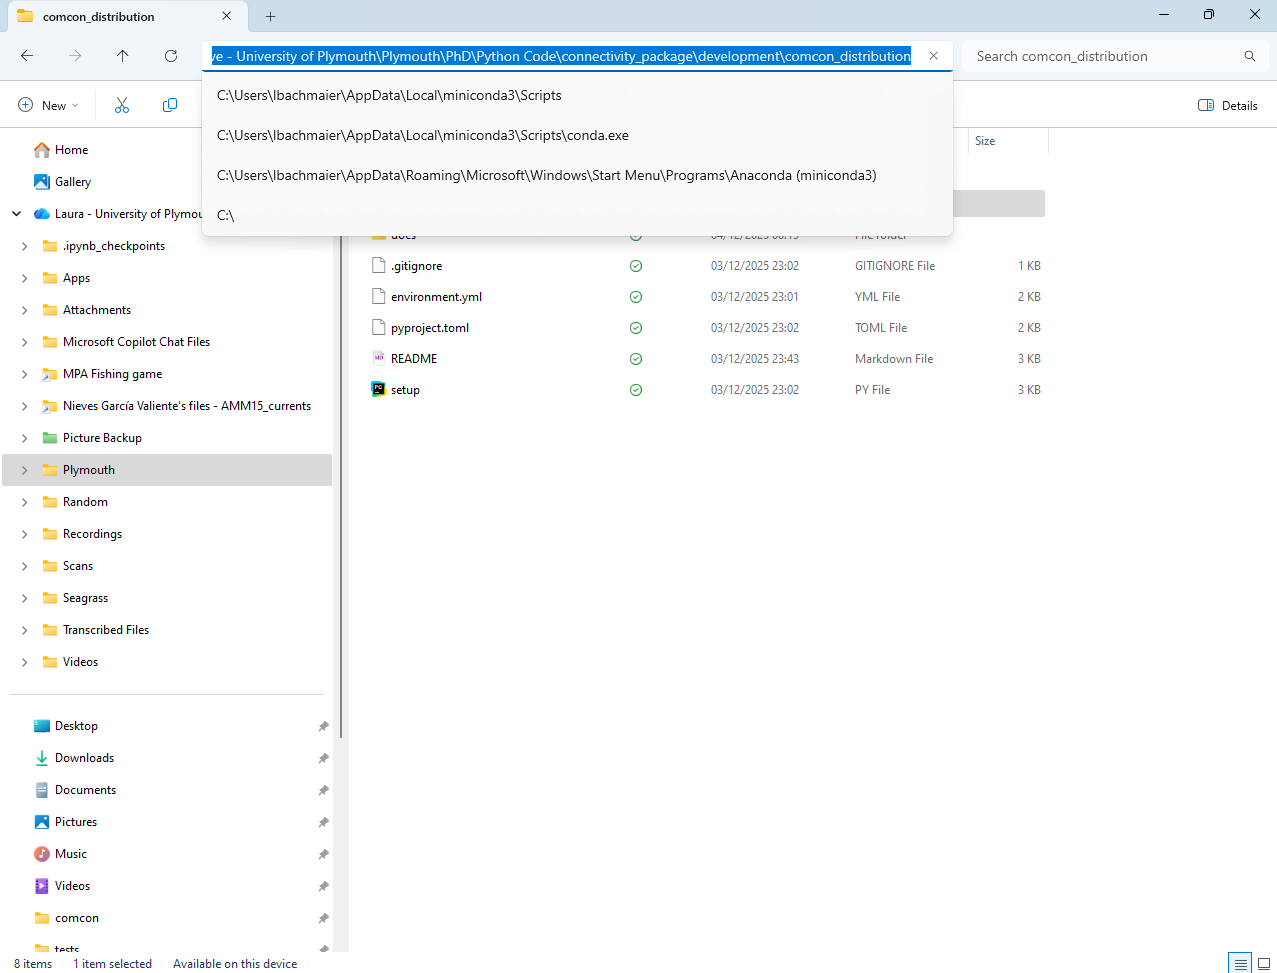 comcon_distribution
ve - University of Plymouth\Plymouth\PhD\Python Code\connectivity_package\development\comcon_distribution
Search comcon_distribution
New
Details
C:\Users\lbachmaier\AppData\Local\miniconda3\Scripts
C:\Users\lbachmaier\AppData\Local\miniconda3\Scripts\conda.exe
C:\Users\lbachmaier\AppData\Roaming\Microsoft\Windows\Start Menu\Programs\Anaconda (miniconda3)
C:\
Size
Home
Gallery
Laura - University of Plymou
.ipynb_checkpoints
Apps
Attachments
Microsoft Copilot Chat Files
MPA Fishing game
Nieves García Valiente's files - AMM15_currents
Picture Backup
Plymouth
Random
Recordings
Scans
Seagrass
Transcribed Files
Videos
Desktop
Downloads
Documents
Pictures
Music
Videos
comcon
tests
docs File folder
.gitignore 03/12/2025 23:02 GITIGNORE File 1 KB
environment.yml 03/12/2025 23:01 YML File 2 KB
pyproject.toml 03/12/2025 23:02 TOML File 2 KB
README 03/12/2025 23:43 Markdown File 3 KB
setup 03/12/2025 23:02 PY File 3 KB
8 items 1 item selected Available on this device